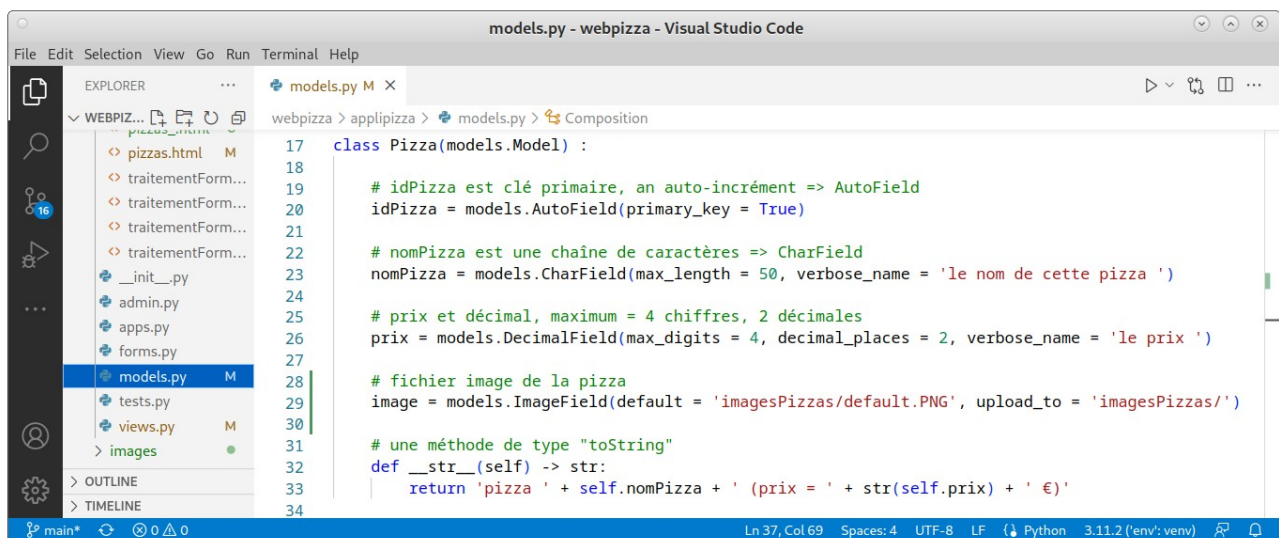 models.py - webpizza - Visual Studio Code
File Edit Selection View Go Run Terminal Help
EXPLORER ...
models.py M ×
WEBPIZ...
webpizza > applipizza > models.py > Composition
pizzas.html M
traitementForm...
traitementForm...
traitementForm...
traitementForm...
__init__.py
admin.py
apps.py
forms.py
models.py M
tests.py
views.py M
> images
> OUTLINE
> TIMELINE
16
17 class Pizza(models.Model) :
18
19 # idPizza est clé primaire, an auto-incrément => AutoField
20 idPizza = models.AutoField(primary_key = True)
21
22 # nomPizza est une chaîne de caractères => CharField
23 nomPizza = models.CharField(max_length = 50, verbose_name = 'le nom de cette pizza ')
24
25 # prix et décimal, maximum = 4 chiffres, 2 décimales
26 prix = models.DecimalField(max_digits = 4, decimal_places = 2, verbose_name = 'le prix ')
27
28 # fichier image de la pizza
29 image = models.ImageField(default = 'imagesPizzas/default.PNG', upload_to = 'imagesPizzas/')
30
31 # une méthode de type "toString"
32 def __str__(self) -> str:
33 return 'pizza ' + self.nomPizza + ' (prix = ' + str(self.prix) + ' €)'
34
main* 0 0 Ln 37, Col 69 Spaces: 4 UTF-8 LF Python 3.11.2 ('env': venv)